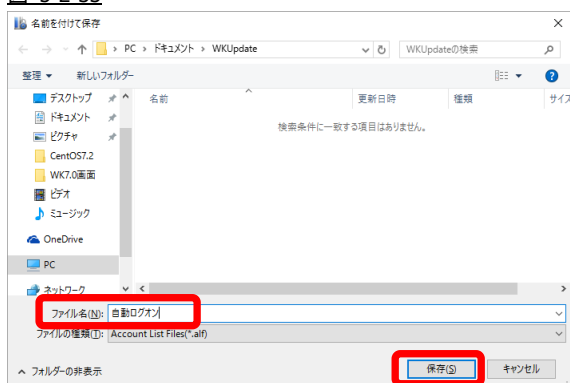 名前を付けて保存
PC › ドキュメント › WKUpdate
WKUpdateの検索
整理 新しいフォルダー
デスクトップ
ドキュメント
ピクチャ
CentOS7.2
WK7.0画面
ビデオ
ミュージック
OneDrive
PC
ネットワーク
名前 更新日時 種類 サイズ
検索条件に一致する項目はありません。
ファイル名(N): 自動ログオン
ファイルの種類(T): Account List Files(*.alf)
フォルダーの非表示
保存(S) キャンセル